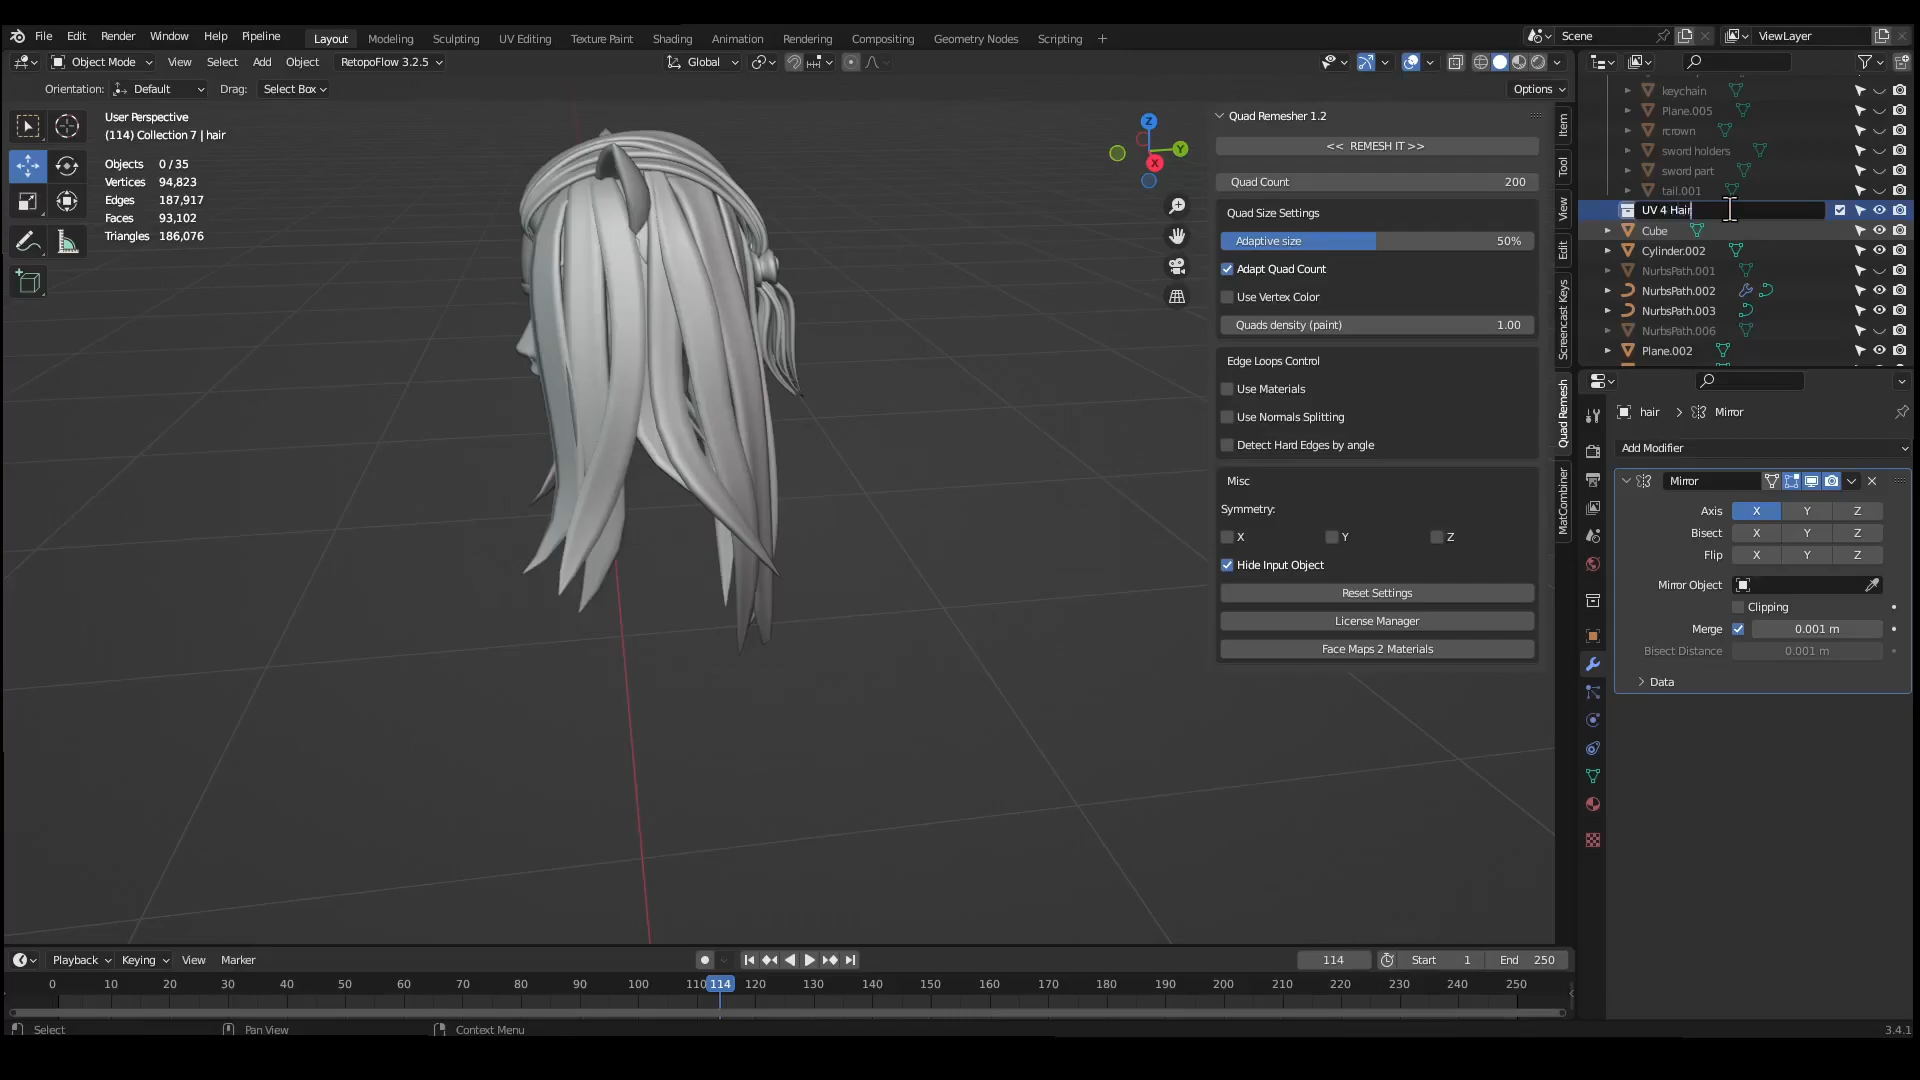 File Edit Render Window Help Pipeline Layout Modeling Sculpting UV Editing Texture Paint Shading Animation Rendering Compositing Geometry Nodes Scripting + Scene ViewLayer
Object Mode View Select Add Object RetopoFlow 3.2.5 Global
Orientation: Default Drag: Select Box Options
User Perspective
(114) Collection 7 | hair
Objects 0 / 35
Vertices 94,823
Edges 187,917
Faces 93,102
Triangles 186,076
Z
Y
X
Quad Remesher 1.2
<< REMESH IT >>
Quad Count 200
Quad Size Settings
Adaptive size 50%
Adapt Quad Count
Use Vertex Color
Quads density (paint) 1.00
Edge Loops Control
Use Materials
Use Normals Splitting
Detect Hard Edges by angle
Misc
Symmetry:
X Y Z
Hide Input Object
Reset Settings
License Manager
Face Maps 2 Materials
Item
Tool
View
Edit
Screencast Keys
Quad Remesh
MatCombiner
keychain
Plane.005
rcrown
sword holders
sword part
tail.001
UV 4 Hair
Cube
Cylinder.002
NurbsPath.001
NurbsPath.002
NurbsPath.003
NurbsPath.006
Plane.002
hair > Mirror
Add Modifier
Mirror
Axis X Y Z
Bisect X Y Z
Flip X Y Z
Mirror Object
Clipping
Merge 0.001 m
Bisect Distance 0.001 m
Data
Playback Keying View Marker 114 Start 1 End 250
0 10 20 30 40 50 60 70 80 90 100 110 114 120 130 140 150 160 170 180 190 200 210 220 230 240 250
Select Pan View Context Menu 3.4.1